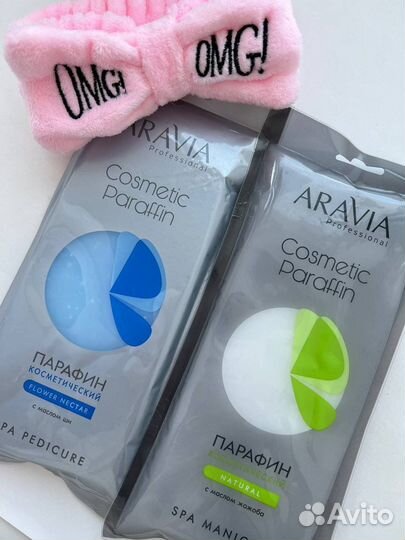 OMG!
OMG!
ARAVIA
Professional
Cosmetic
Paraffin
ПАРАФИН
КОСМЕТИЧЕСКИЙ
FLOWER NECTAR
с маслом ши
SPA PEDICURE
ARAVIA
Professional
Cosmetic
Paraffin
ПАРАФИН
КОСМЕТИЧЕСКИЙ
NATURAL
с маслом жожоба
SPA MANIC
Avito